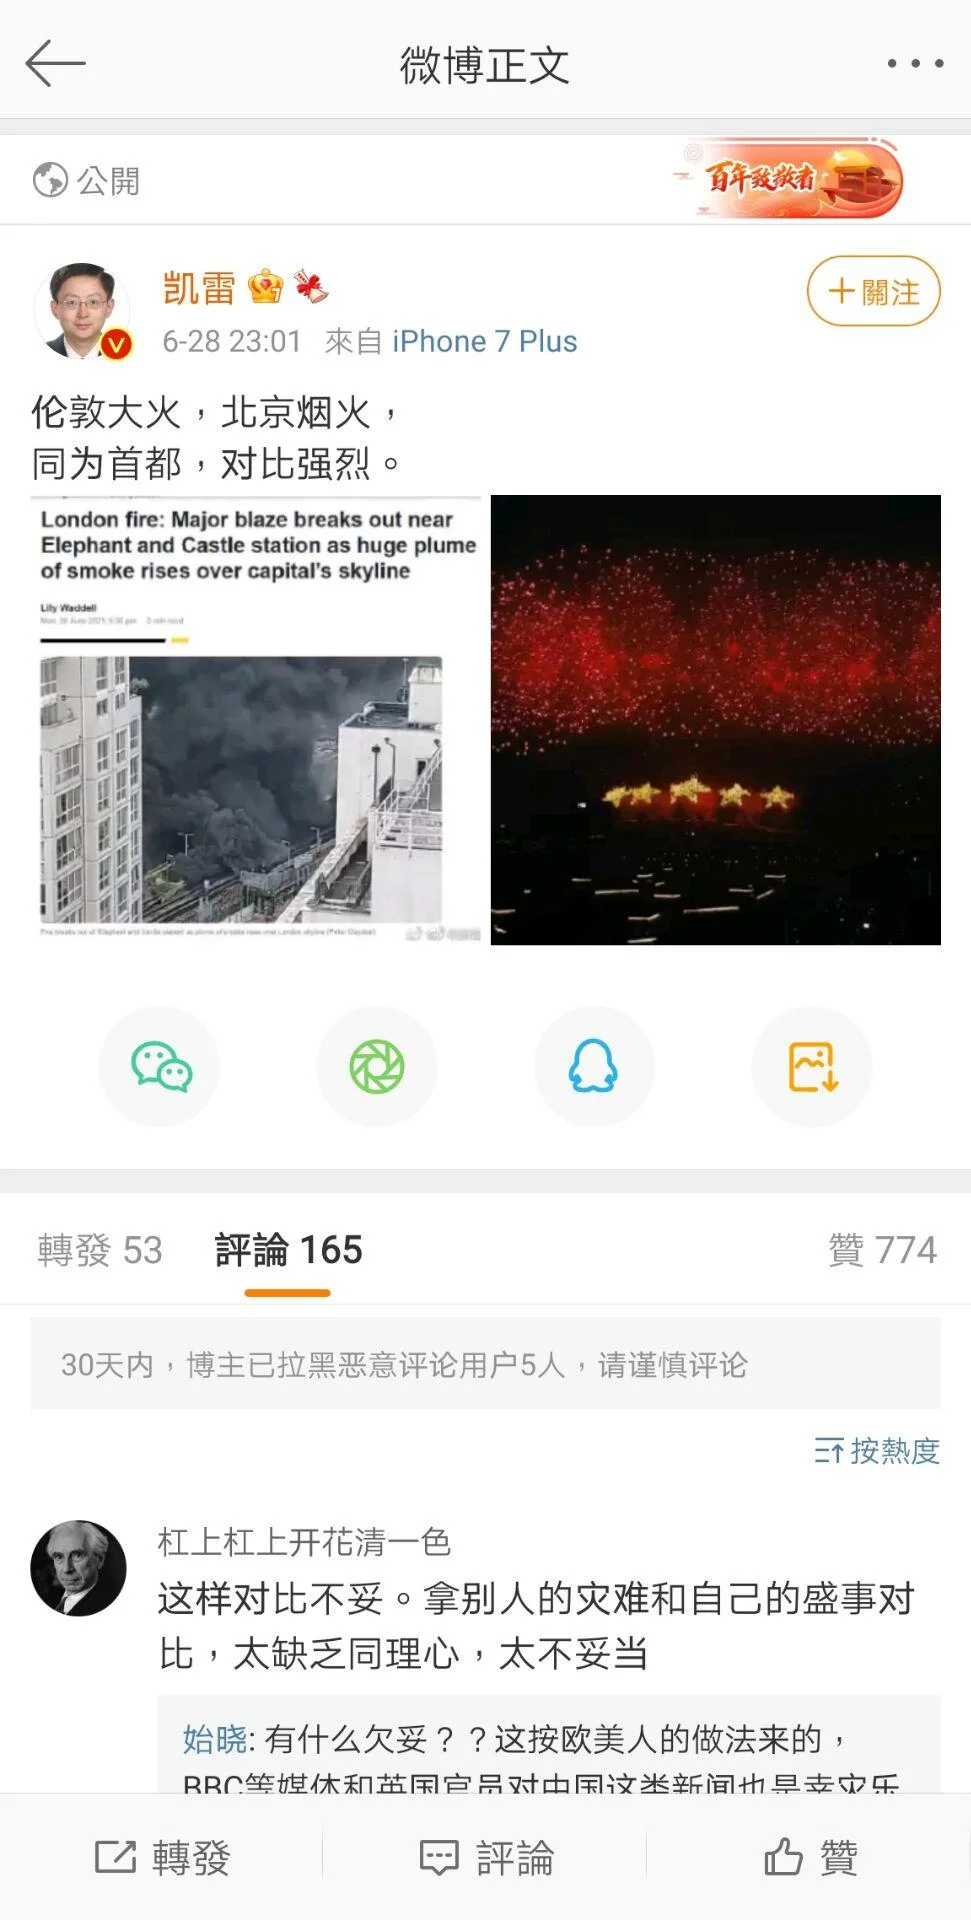 微博正文
公開
百年致敬者
凯雷
6-28 23:01 來自 iPhone 7 Plus
+關注
伦敦大火，北京烟火，
同为首都，对比强烈。
London fire: Major blaze breaks out near
Elephant and Castle station as huge plume
of smoke rises over capital's skyline
Lily Waddell
轉發 53
評論 165
贊 774
30天内，博主已拉黑恶意评论用户5人，请谨慎评论
按熱度
杠上杠上开花清一色
这样对比不妥。拿别人的灾难和自己的盛事对
比，太缺乏同理心，太不妥当
始晓: 有什么欠妥？？这按欧美人的做法来的，
BBC等媒体和英国官员对中国这类新闻也是幸灾乐
轉發
評論
贊